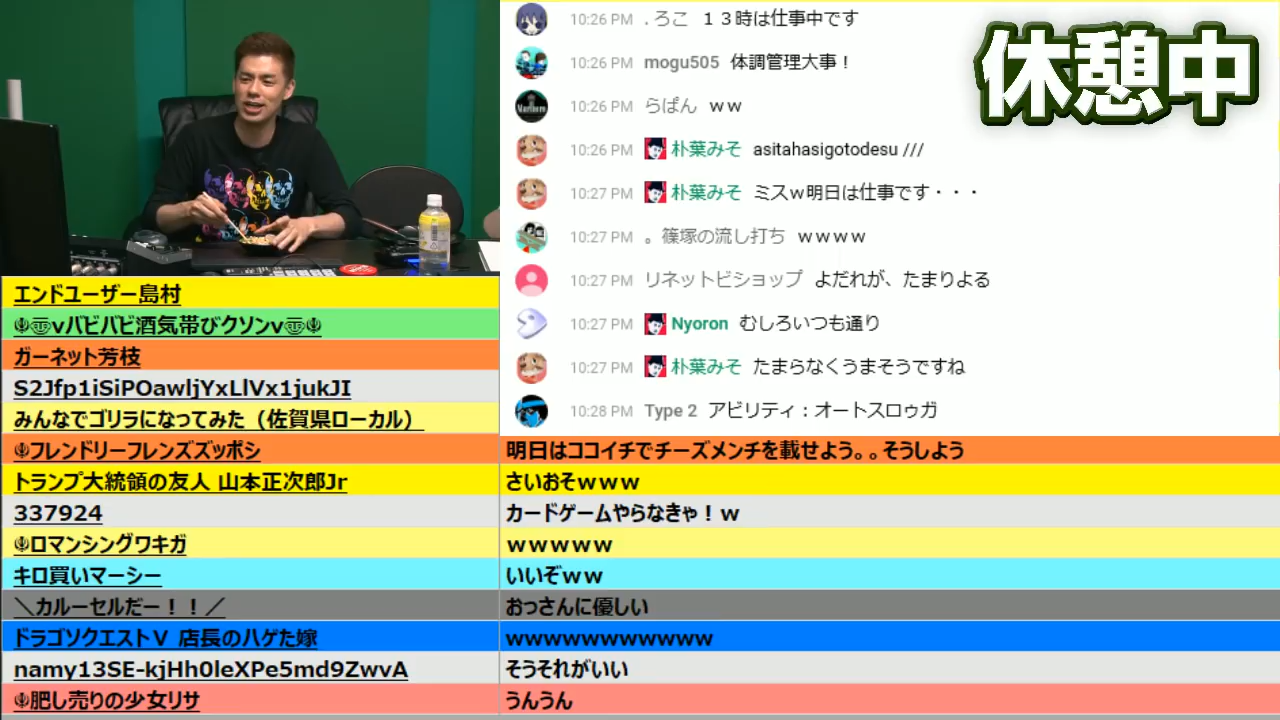 休憩中
10:26 PM . ろこ １３時は仕事中です
10:26 PM mogu505 体調管理大事！
10:26 PM らぱん ｗｗ
10:26 PM 朴葉みそ asitahasigotodesu ///
10:27 PM 朴葉みそ ミスｗ明日は仕事です・・・
10:27 PM 。篠塚の流し打ち ｗｗｗｗ
10:27 PM リネットビショップ よだれが、たまりよる
10:27 PM Nyoron むしろいつも通り
10:27 PM 朴葉みそ たまらなくうまそうですね
10:28 PM Type 2 アビリティ：オートスロゥガ
エンドユーザー島村
vバビバビ酒気帯びクソンv
ガーネット芳枝
S2Jfp1iSiPOawljYxLlVx1jukJI
みんなでゴリラになってみた（佐賀県ローカル）
☬フレンドリーフレンズズッポシ 明日はココイチでチーズメンチを載せよう。。そうしよう
トランプ大統領の友人 山本正次郎Jr さいおそｗｗｗ
337924 カードゲームやらなきゃ！ｗ
☬ロマンシングワキガ ｗｗｗｗｗ
キロ買いマーシー いいぞｗｗ
＼カルーセルだー！！／ おっさんに優しい
ドラゴソクエストＶ 店長のハゲた嫁 ｗｗｗｗｗｗｗｗｗｗｗ
namy13SE-kjHh0leXPe5md9ZwvA そうそれがいい
☬肥し売りの少女リサ うんうん